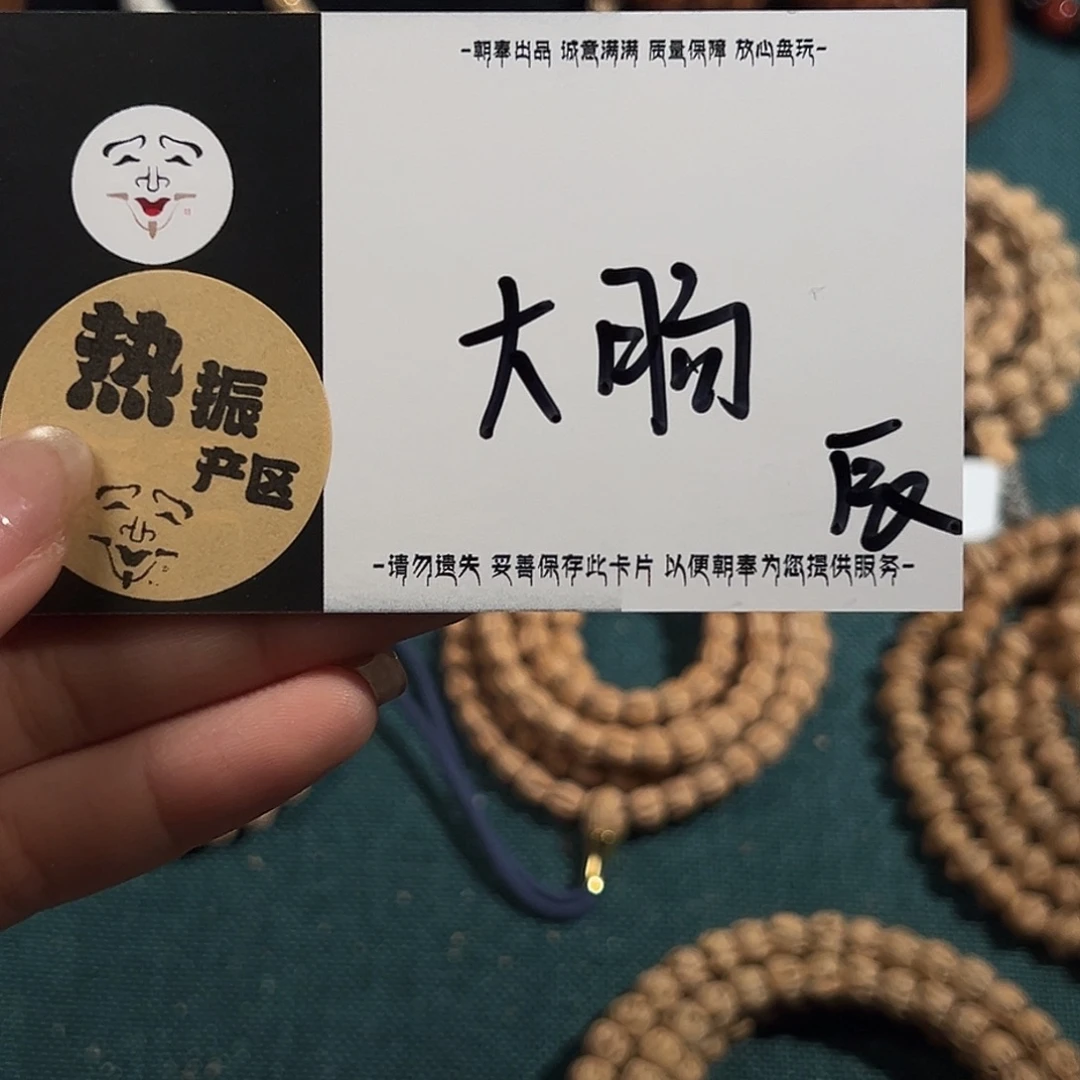 -朝奉出品 诚意满满 质量保障 放心盘玩-
热振
产区
大
辰
-请勿遗失 妥善保存此卡片 以便朝奉为您提供服务-